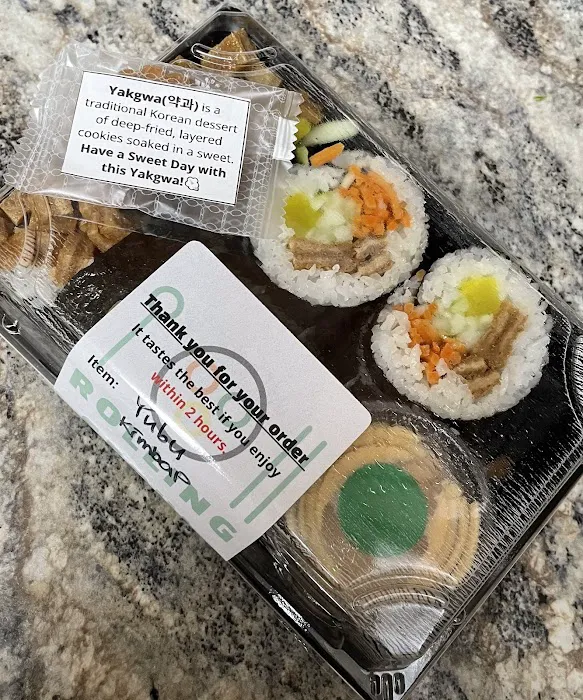 Yakgwa(약과) is a
traditional Korean dessert
of deep-fried, layered
cookies soaked in a sweet.
Have a Sweet Day with
this Yakgwa!
Thank you for your order
It tastes the best if you enjoy
within 2 hours.
Item:
Yubu
Kimbap
ROLLING